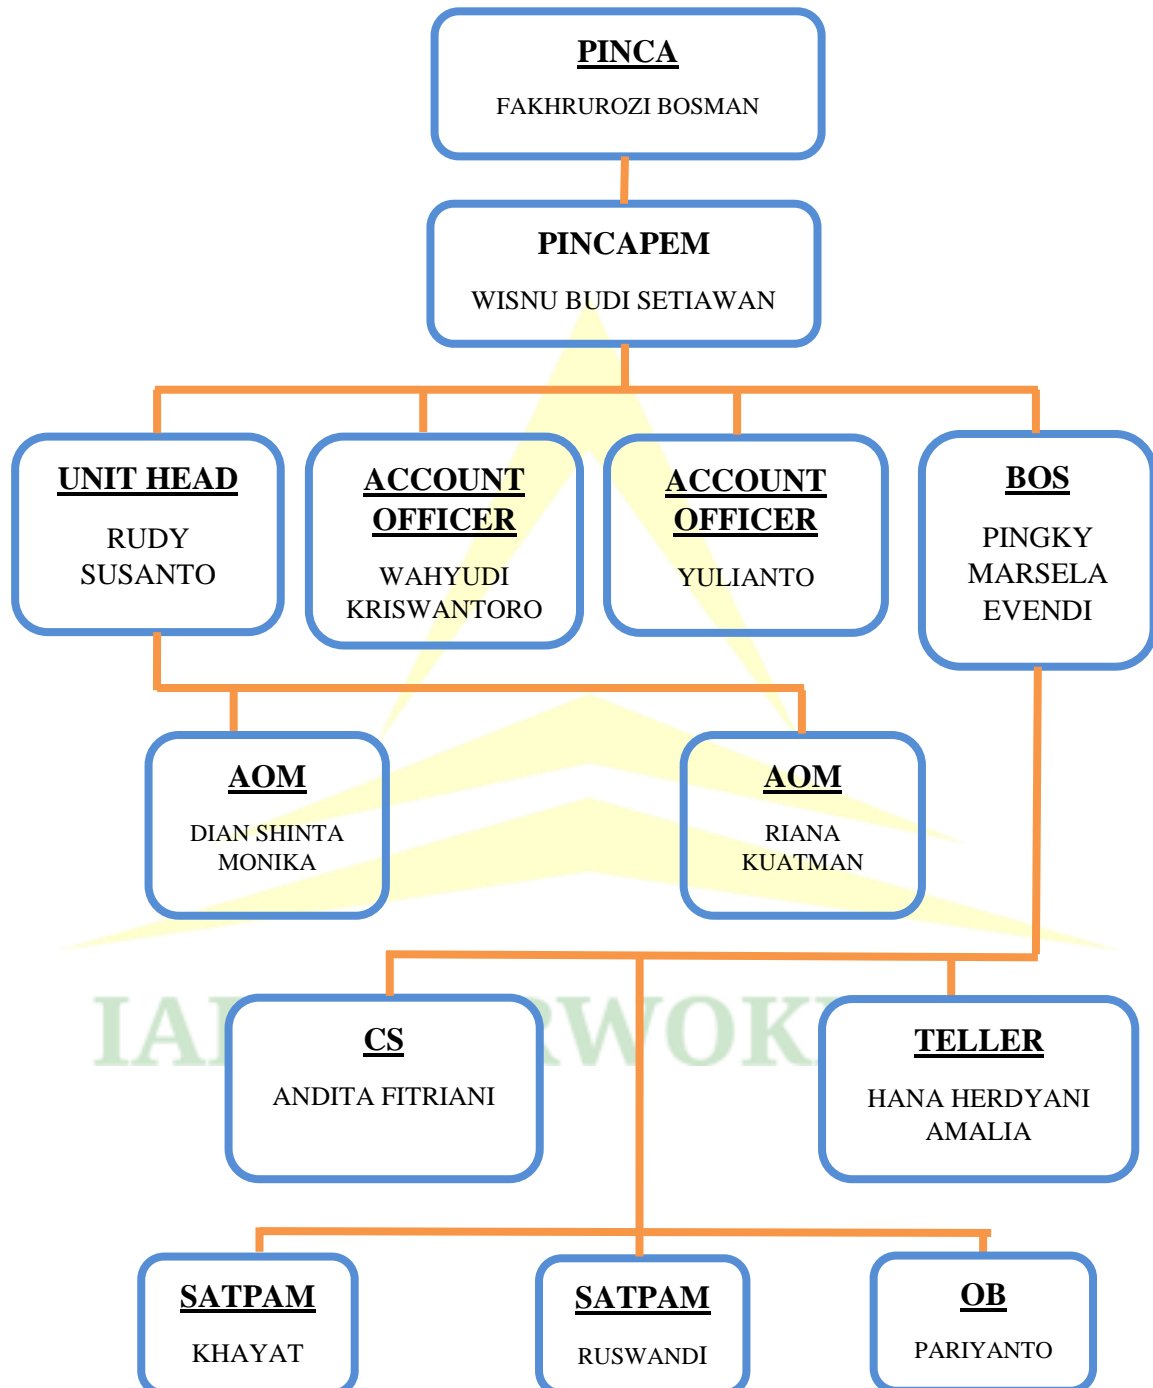 PINCA
FAKHRUROZI BOSMAN
PINCAPEM
WISNU BUDI SETIAWAN
UNIT HEAD
RUDY
SUSANTO
ACCOUNT
OFFICER
WAHYUDI
KRISWANTORO
ACCOUNT
OFFICER
YULIANTO
BOS
PINGKY
MARSELA
EVENDI
AOM
DIAN SHINTA
MONIKA
AOM
RIANA
KUATMAN
CS
ANDITA FITRIANI
TELLER
HANA HERDYANI
AMALIA
SATPAM
KHAYAT
SATPAM
RUSWANDI
OB
PARIYANTO